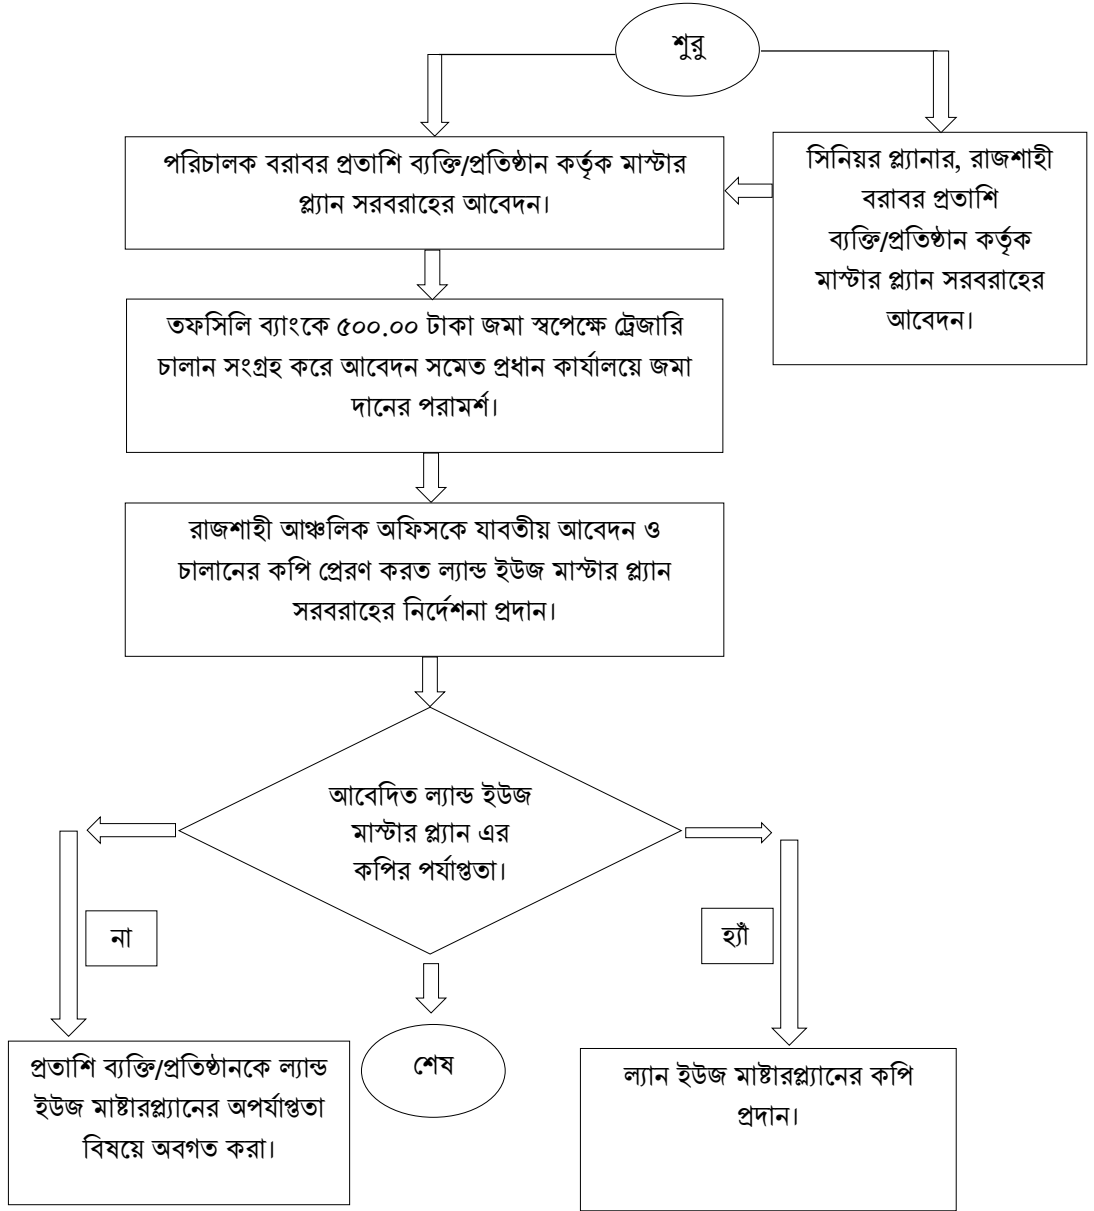 শুরু
পরিচালক বরাবর প্রতাশি ব্যক্তি/প্রতিষ্ঠান কর্তৃক মাস্টার
প্ল্যান সরবরাহের আবেদন।
সিনিয়র প্ল্যানার, রাজশাহী
বরাবর প্রতাশি
ব্যক্তি/প্রতিষ্ঠান কর্তৃক
মাস্টার প্ল্যান সরবরাহের
আবেদন।
তফসিলি ব্যাংকে ৫০০.০০ টাকা জমা স্বপেক্ষে ট্রেজারি
চালান সংগ্রহ করে আবেদন সমেত প্রধান কার্যালয়ে জমা
দানের পরামর্শ।
রাজশাহী আঞ্চলিক অফিসকে যাবতীয় আবেদন ও
চালানের কপি প্রেরণ করত ল্যান্ড ইউজ মাস্টার প্ল্যান
সরবরাহের নির্দেশনা প্রদান।
আবেদিত ল্যান্ড ইউজ
মাস্টার প্ল্যান এর
কপির পর্যাপ্ততা।
না
হ্যাঁ
প্রতাশি ব্যক্তি/প্রতিষ্ঠানকে ল্যান্ড
ইউজ মাষ্টারপ্ল্যানের অপর্যাপ্ততা
বিষয়ে অবগত করা।
শেষ
ল্যান ইউজ মাষ্টারপ্ল্যানের কপি
প্রদান।